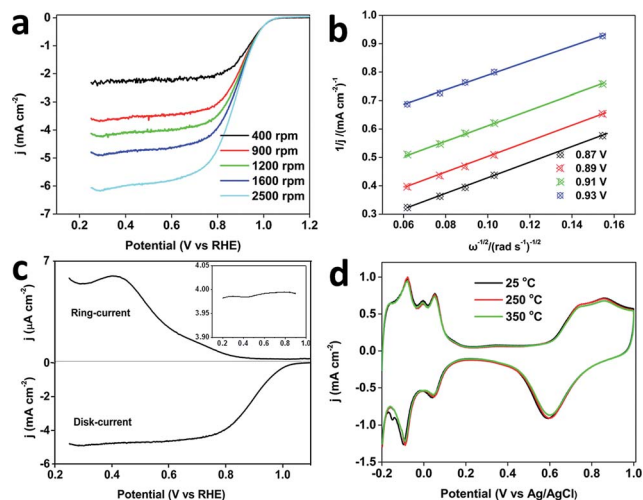 a
0
-1
-2
-3
-4
-5
-6
-7
j (mA cm⁻²)
400 rpm
900 rpm
1200 rpm
1600 rpm
2500 rpm
0.0 0.2 0.4 0.6 0.8 1.0 1.2
Potential (V vs RHE)
b
1.0
0.9
0.8
0.7
0.6
0.5
0.4
0.3
1/j /(mA cm⁻²)⁻¹
0.87 V
0.89 V
0.91 V
0.93 V
0.06 0.08 0.10 0.12 0.14 0.16
ω⁻¹/²/(rad s⁻¹)⁻¹/²
c
7
0
j (μA cm⁻²)
Ring-current
4.05
4.00
3.95
3.90
0.2 0.4 0.6 0.8 1.0
0
-2
-4
-6
j (mA cm⁻²)
Disk-current
0.2 0.4 0.6 0.8 1.0
Potential (V vs RHE)
d
1.0
0.5
0.0
-0.5
-1.0
-1.5
j /(mA cm⁻²)
25 °C
250 °C
350 °C
-0.2 0.0 0.2 0.4 0.6 0.8 1.0
Potential (V vs Ag/AgCl)